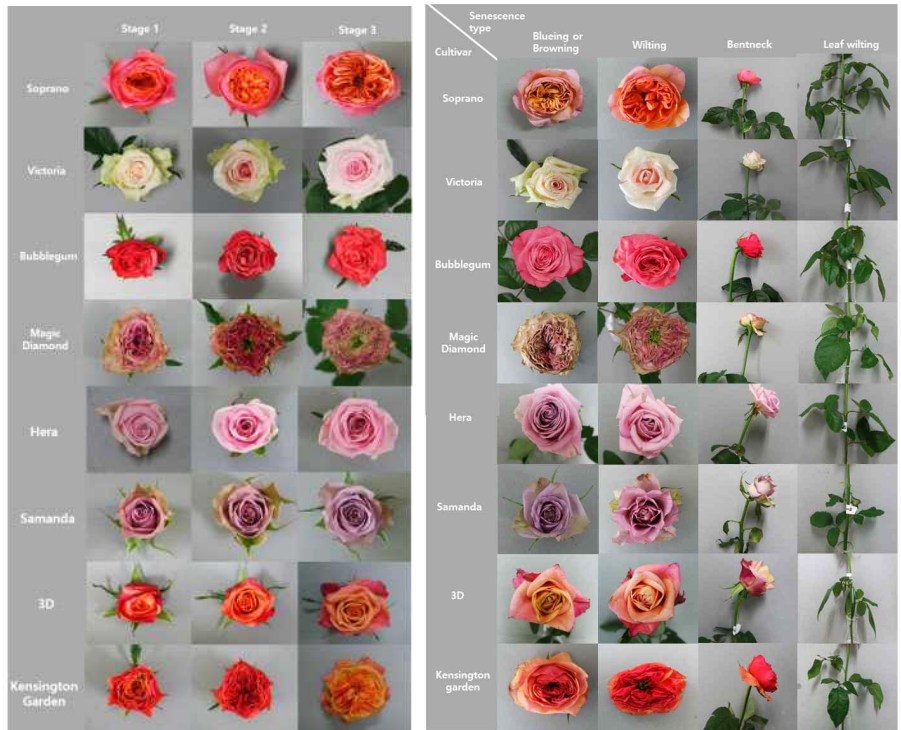 Stage 1 Stage 2 Stage 3
Soprano
Victoria
Bubblegum
Magic
Diamond
Hera
Samanda
3D
Kensington
Garden
Senescence
type
Cultivar
Blueing or
Browning
Wilting
Bentneck
Leaf wilting
Soprano
Victoria
Bubblegum
Magic
Diamond
Hera
Samanda
3D
Kensington
garden